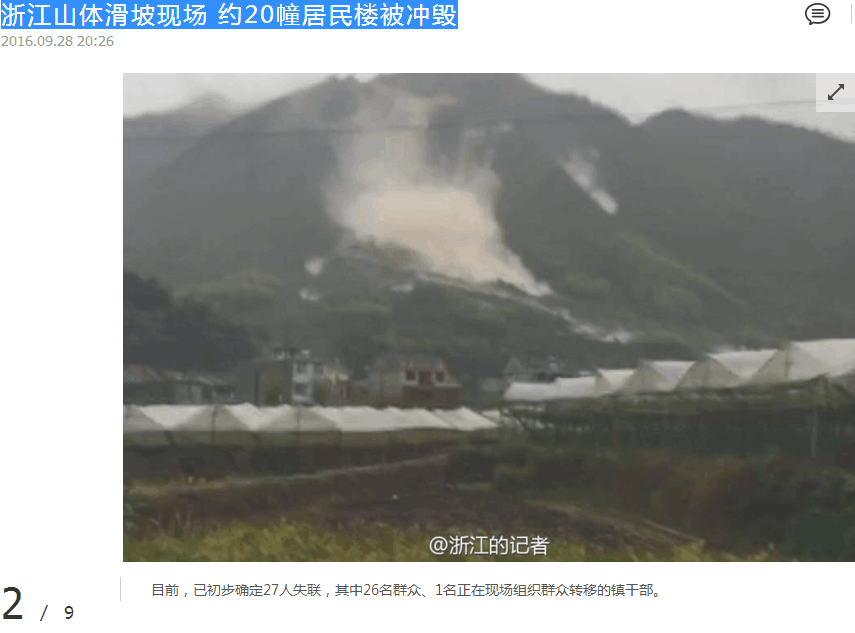 浙江山体滑坡现场 约20幢居民楼被冲毁
2016.09.28 20:26
@浙江的记者
2 / 9
目前，已初步确定27人失联，其中26名群众、1名正在现场组织群众转移的镇干部。